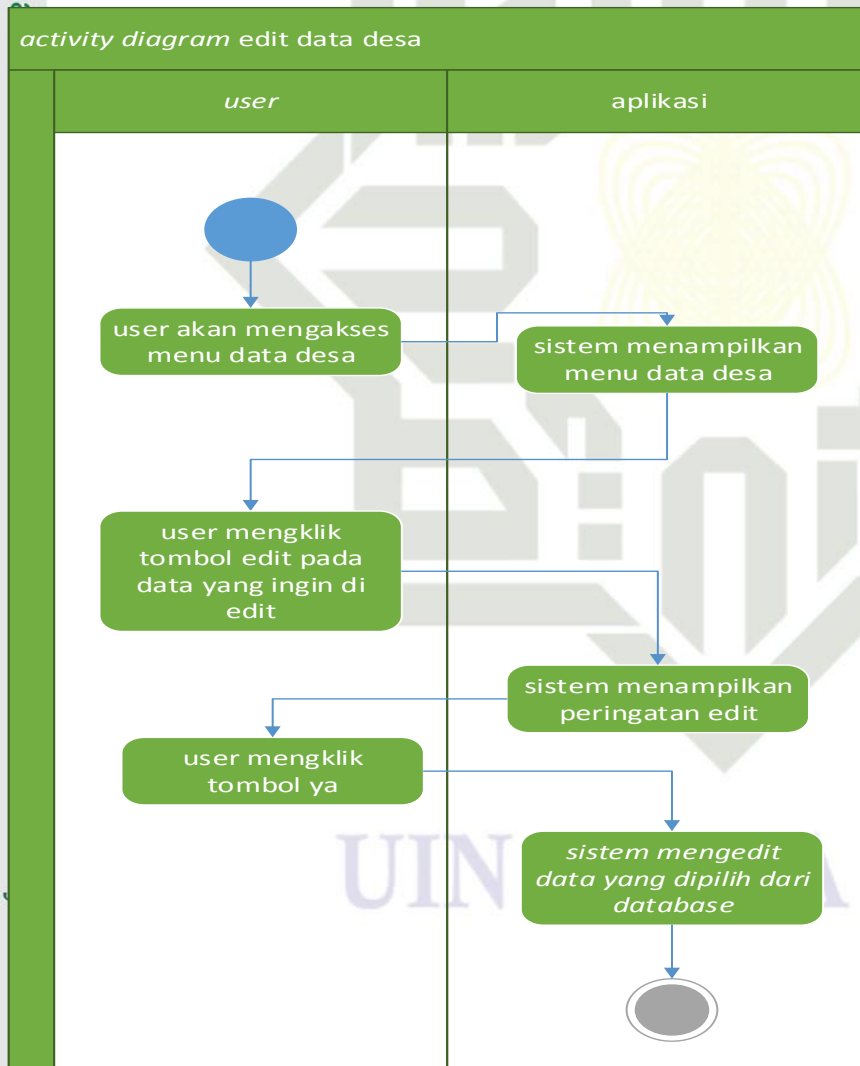 activity diagram edit data desa
user
aplikasi
user akan mengakses
menu data desa
sistem menampilkan
menu data desa
user mengklik
tombol edit pada
data yang ingin di
edit
sistem menampilkan
peringatan edit
user mengklik
tombol ya
sistem mengedit
data yang dipilih dari
database
UIN